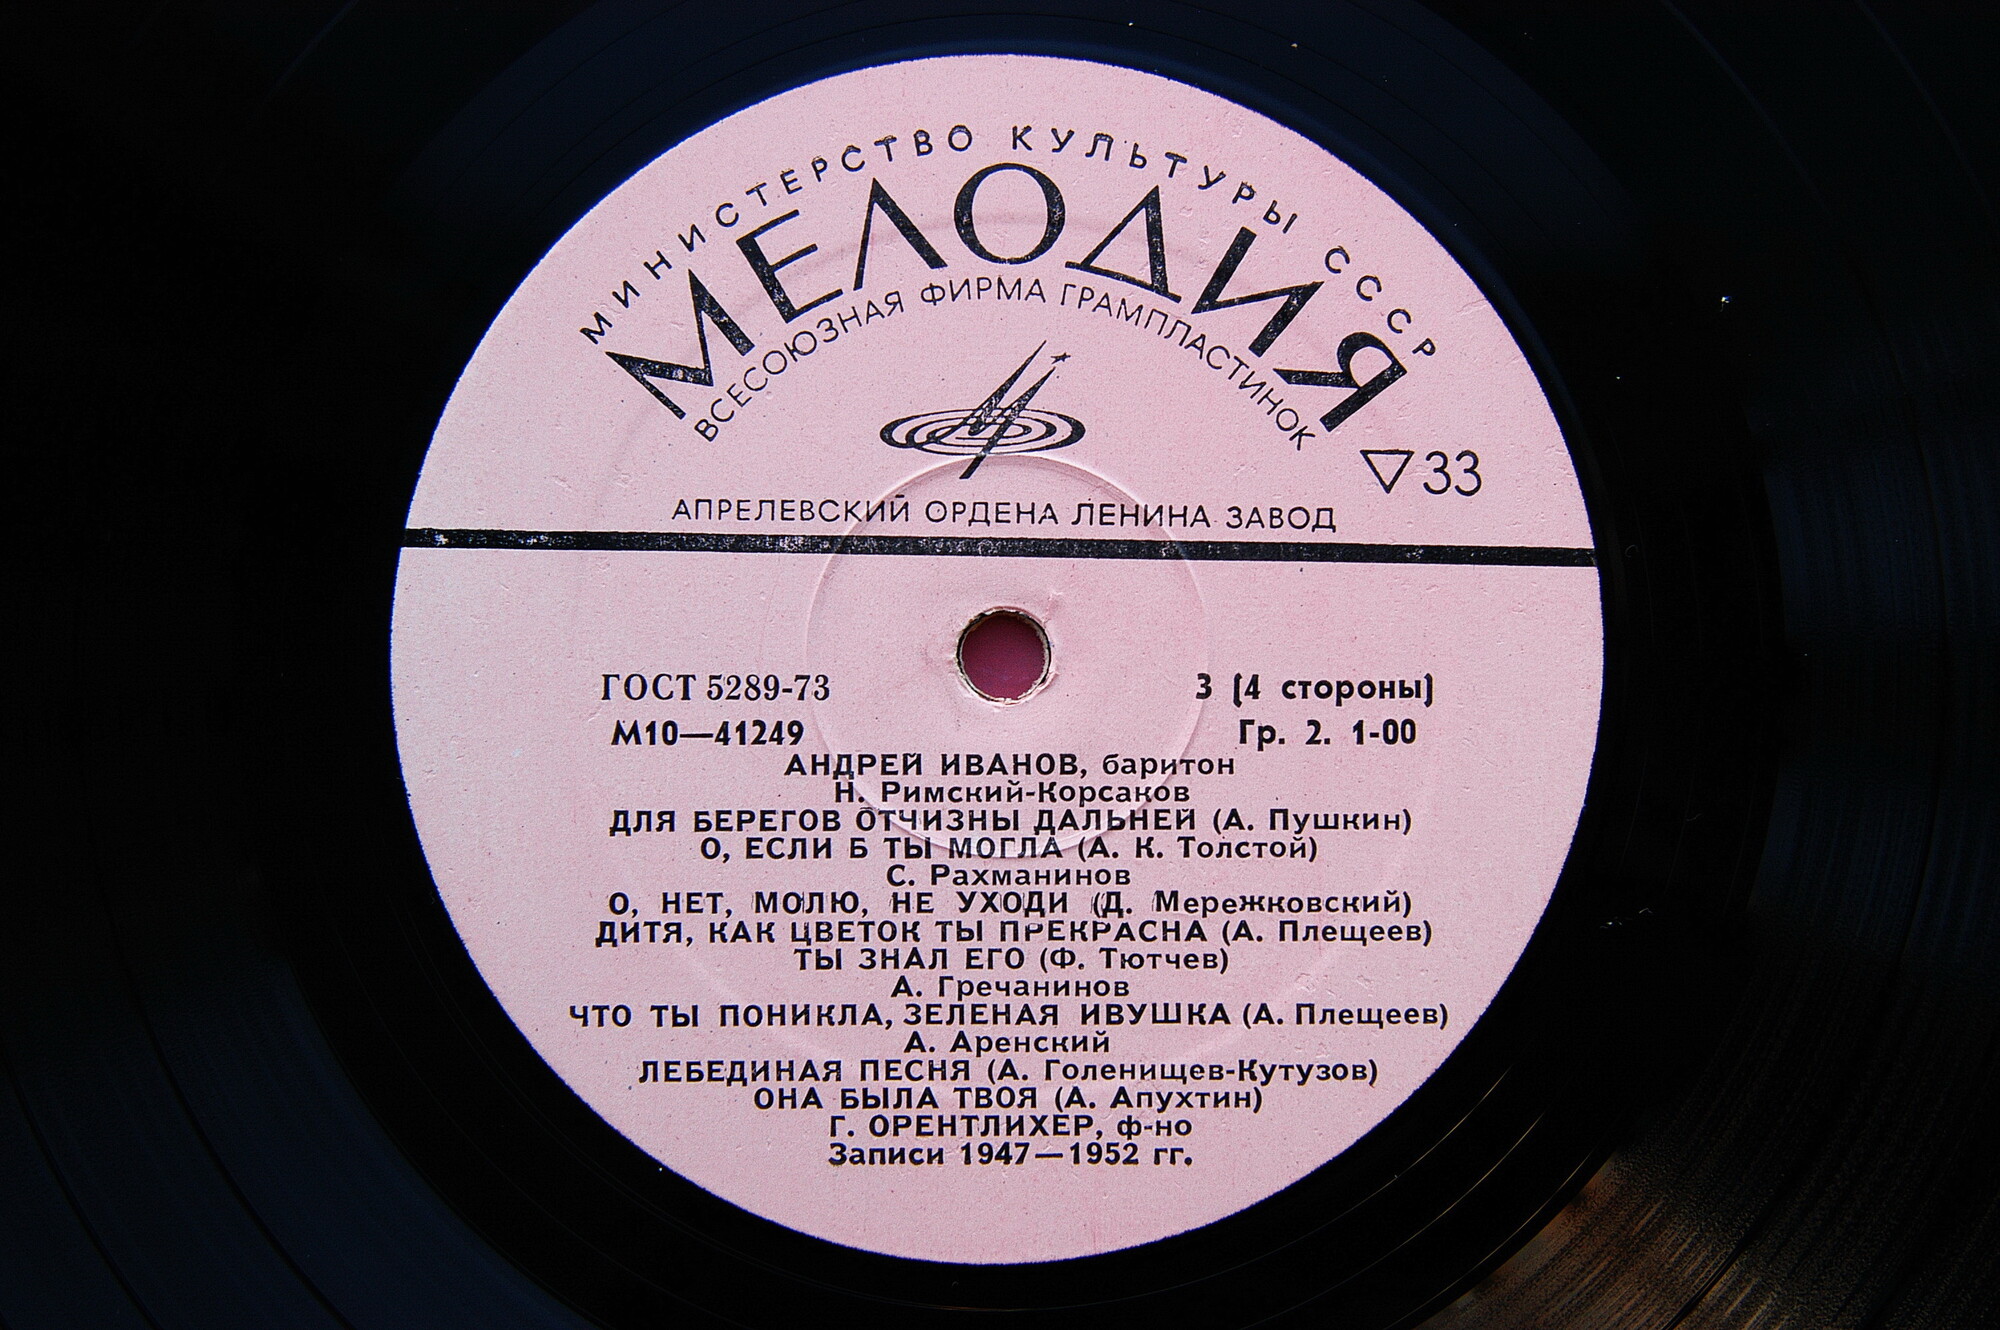 МИНИСТЕРСТВО КУЛЬТУРЫ СССР
МЕЛОДИЯ
ВСЕСОЮЗНАЯ ФИРМА ГРАМПЛАСТИНОК
▽33
АПРЕЛЕВСКИЙ ОРДЕНА ЛЕНИНА ЗАВОД
ГОСТ 5289-73
3 (4 стороны)
М10—41249
Гр. 2. 1-00
АНДРЕЙ ИВАНОВ, баритон
Н. Римский-Корсаков
ДЛЯ БЕРЕГОВ ОТЧИЗНЫ ДАЛЬНЕЙ (А. Пушкин)
О, ЕСЛИ Б ТЫ МОГЛА (А. К. Толстой)
С. Рахманинов
О, НЕТ, МОЛЮ, НЕ УХОДИ (Д. Мережковский)
ДИТЯ, КАК ЦВЕТОК ТЫ ПРЕКРАСНА (А. Плещеев)
ТЫ ЗНАЛ ЕГО (Ф. Тютчев)
А. Гречанинов
ЧТО ТЫ ПОНИКЛА, ЗЕЛЕНАЯ ИВУШКА (А. Плещеев)
А. Аренский
ЛЕБЕДИНАЯ ПЕСНЯ (А. Голенищев-Кутузов)
ОНА БЫЛА ТВОЯ (А. Апухтин)
Г. ОРЕНТЛИХЕР, ф-но
Записи 1947—1952 гг.